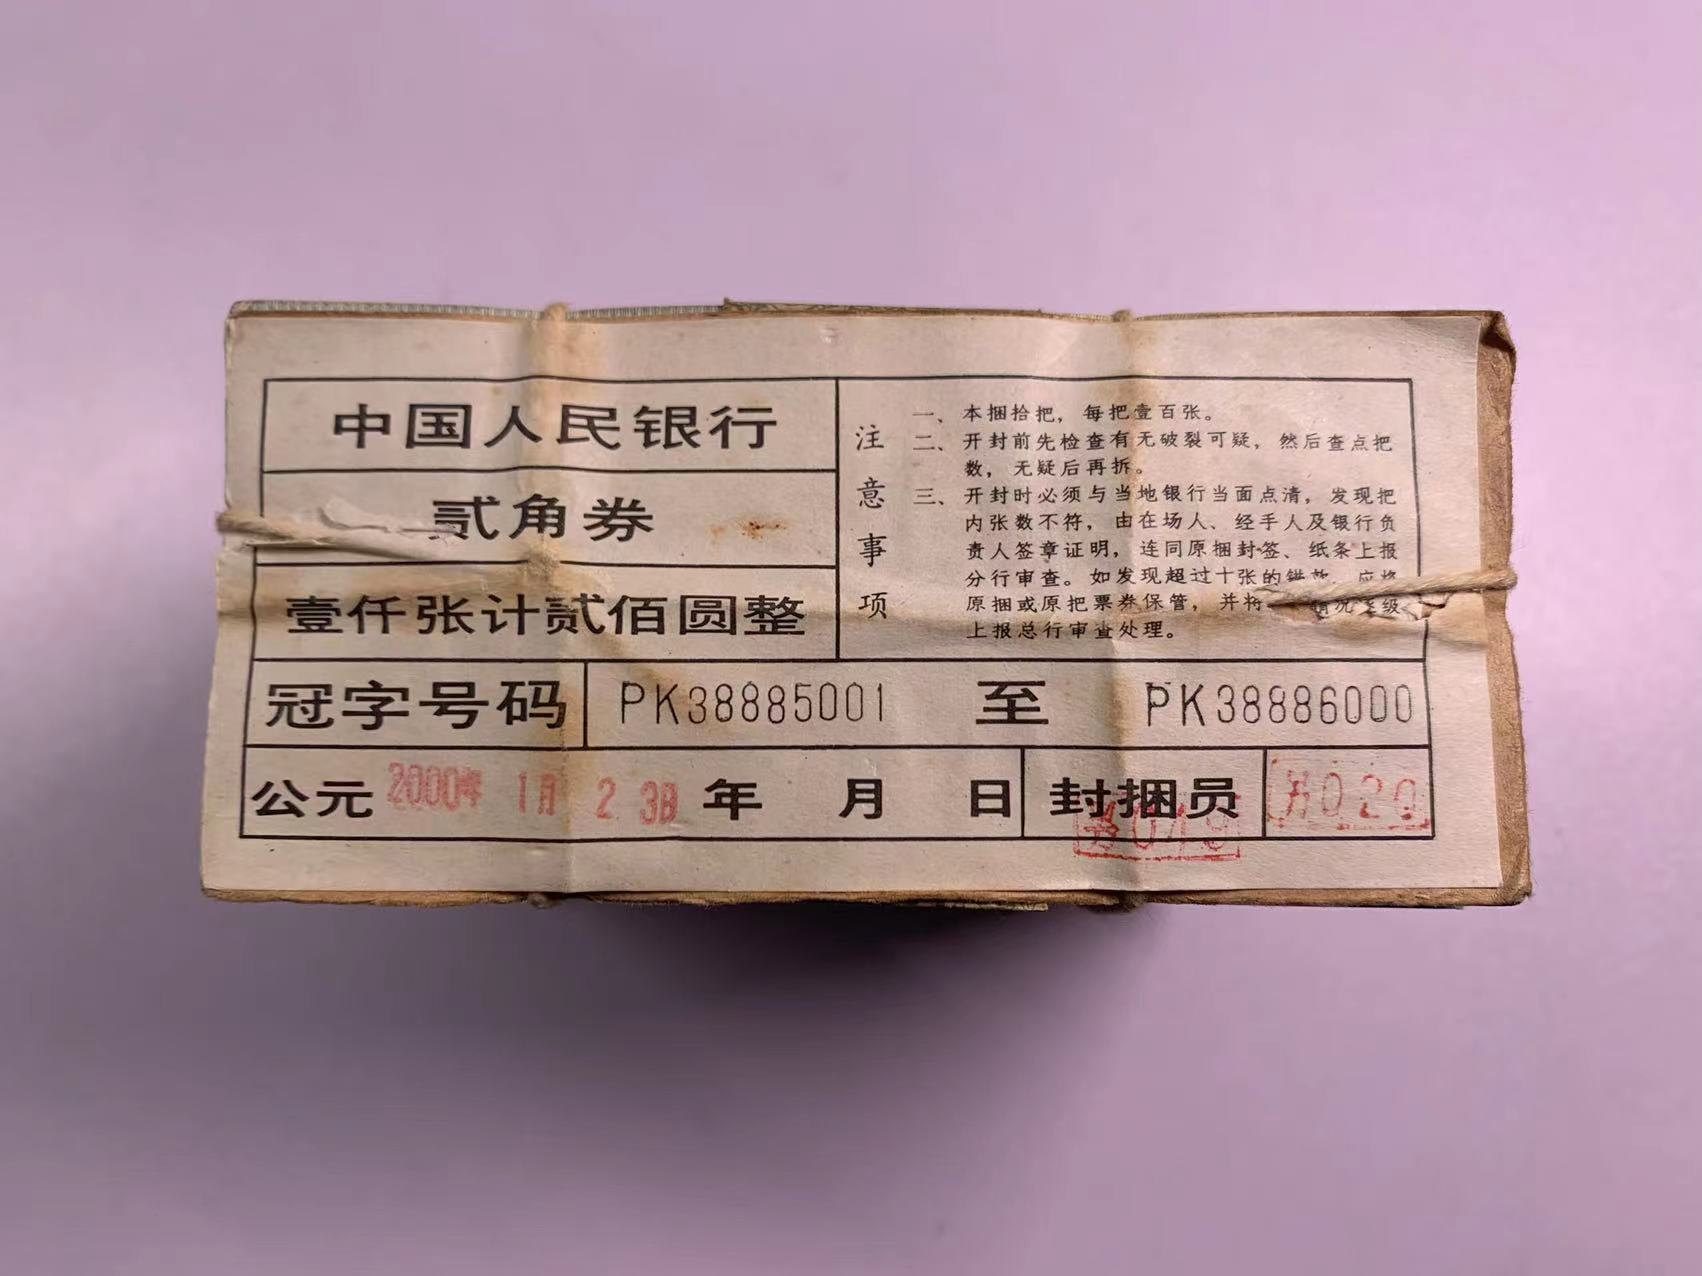 中国人民银行
贰角券
壹仟张计贰佰圆整
注意事项
一、本捆拾把，每把壹百张。
二、开封前先检查有无破裂可疑，然后查点把
数，无疑后再拆。
三、开封时必须与当地银行当面点清，发现把
内张数不符，由在场人、经手人及银行负
责人签章证明，连同原捆封签、纸条上报
分行审查。如发现超过十张的错款，应将
原捆或原把票券保管，并将 情况 级
上报总行审查处理。
冠字号码 PK38885001 至 PK38886000
公元 2000年 1月 23日 年 月 日 封捆员 020